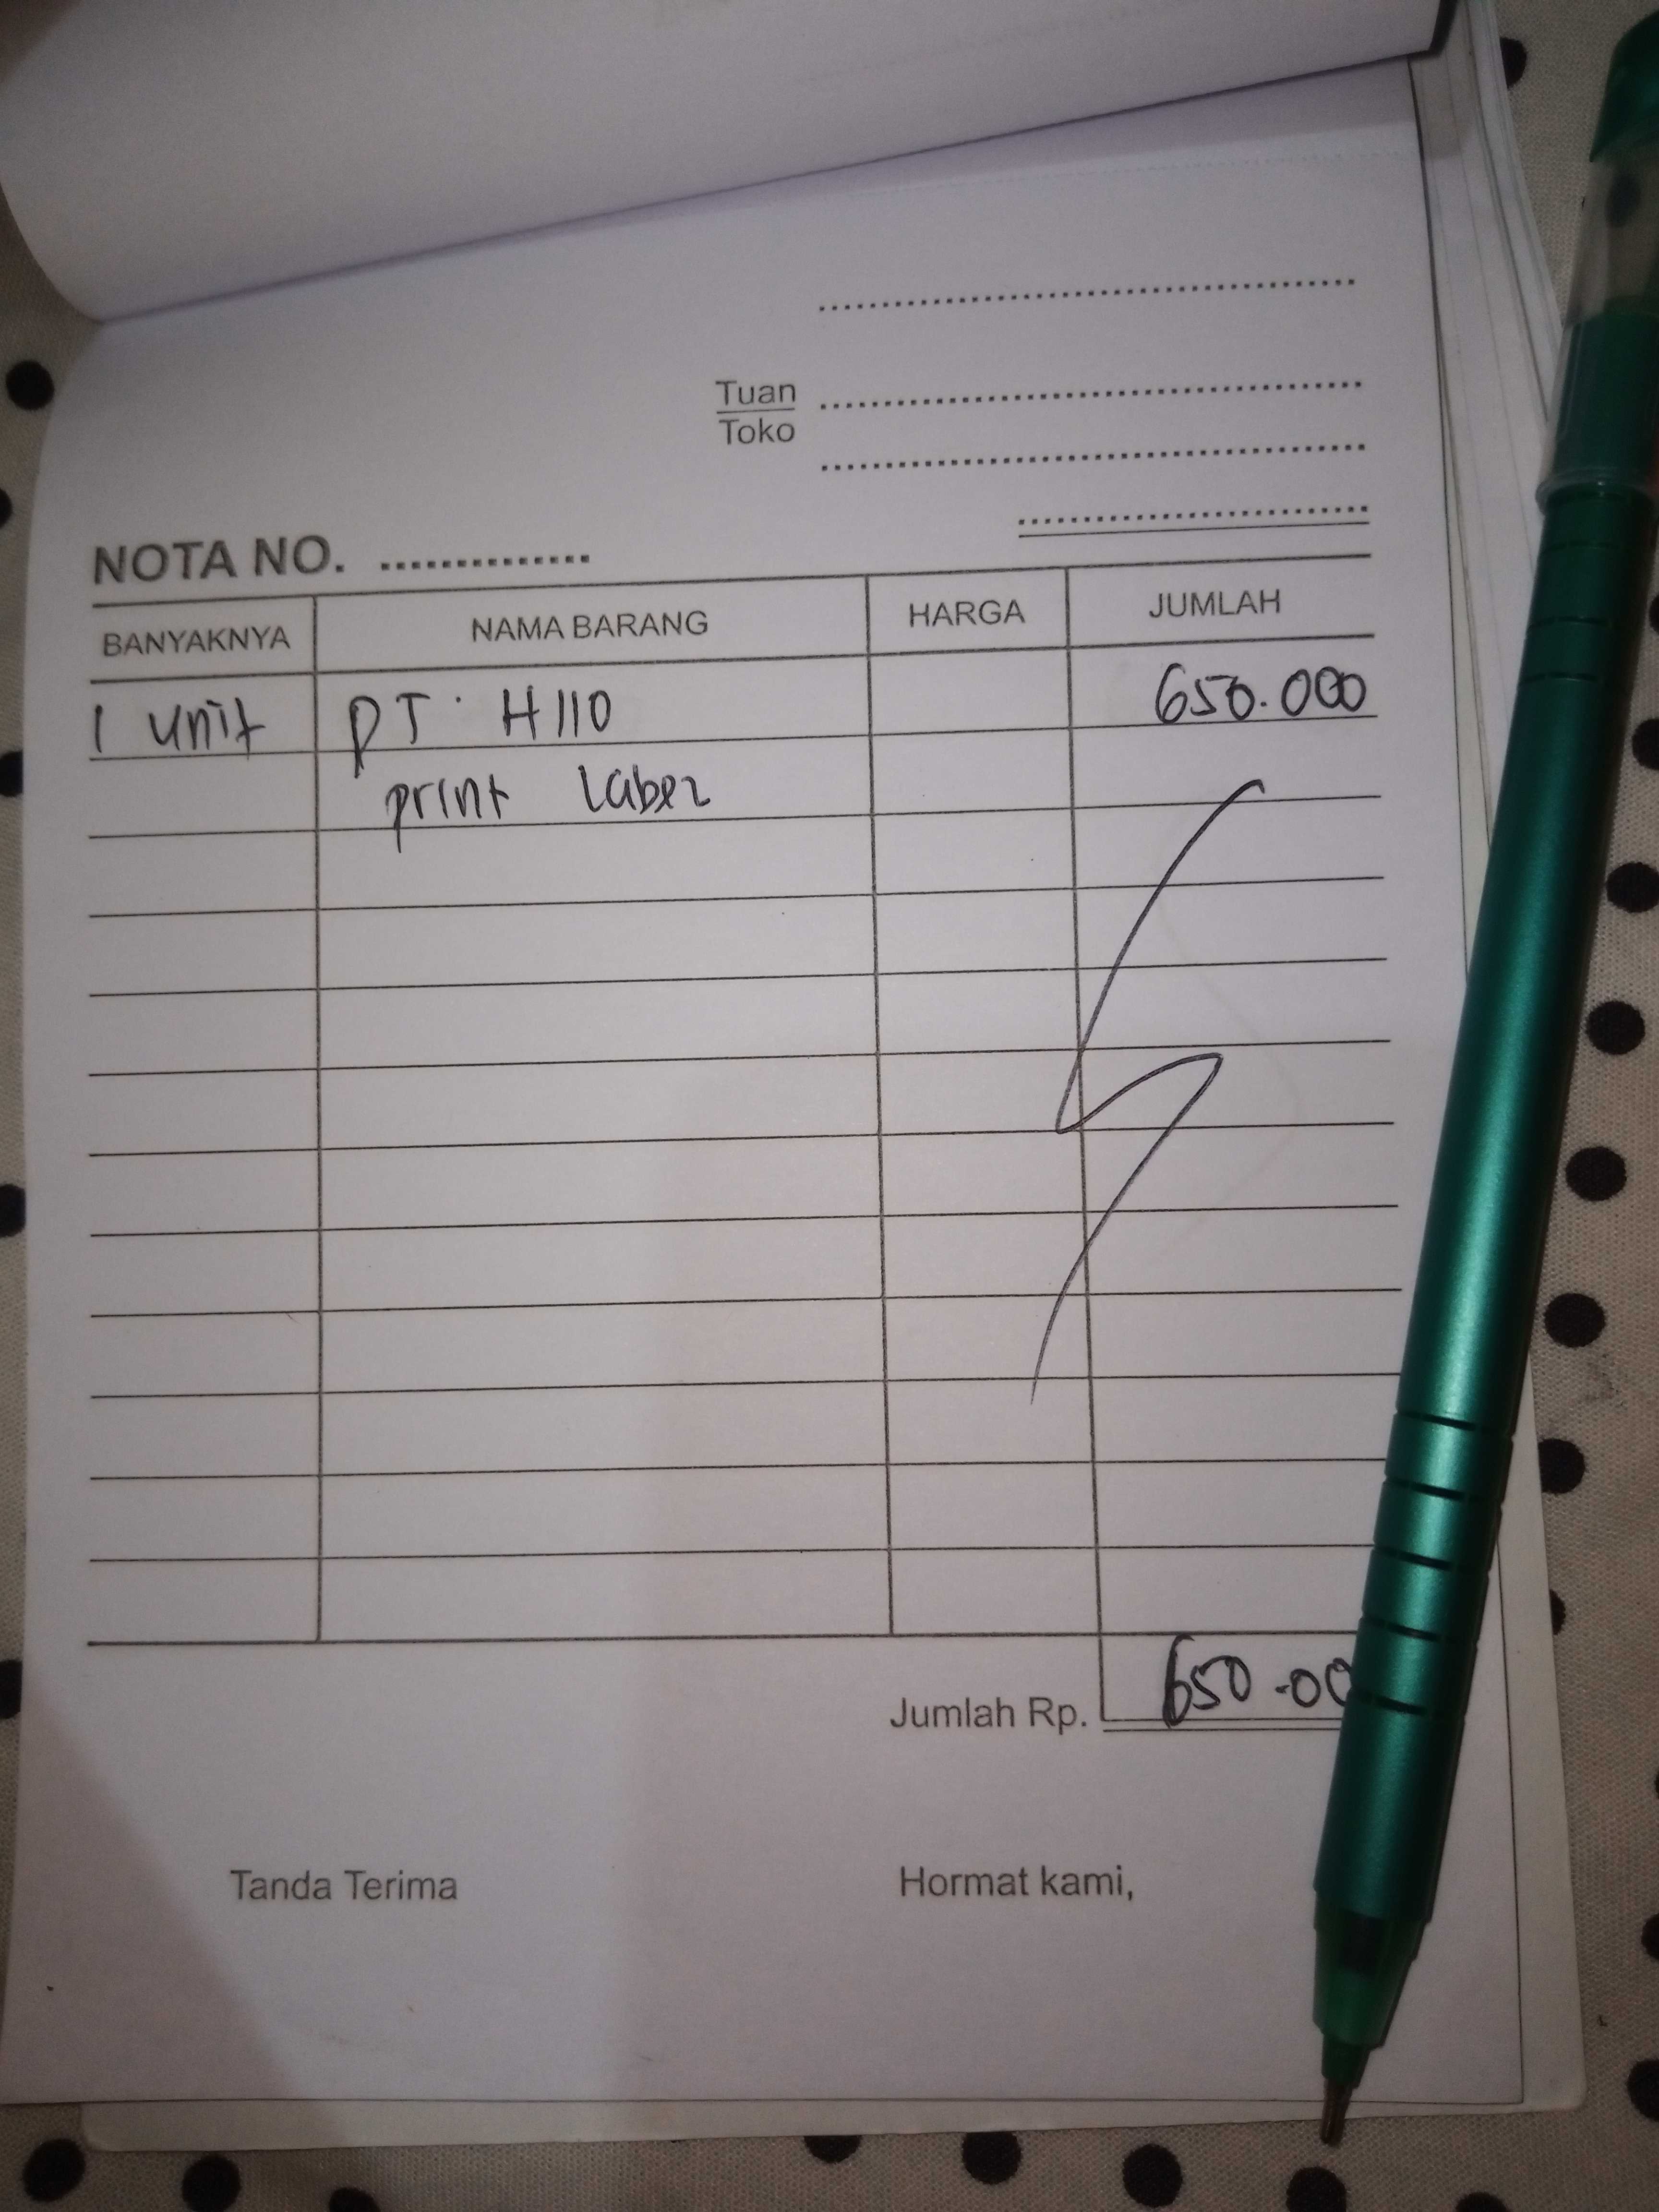 Tuan
Toko
NOTA NO. ..............
BANYAKNYA NAMA BARANG HARGA JUMLAH
1 unit PT. H110 650.000
print Label
Jumlah Rp. 650.00
Tanda Terima Hormat kami,